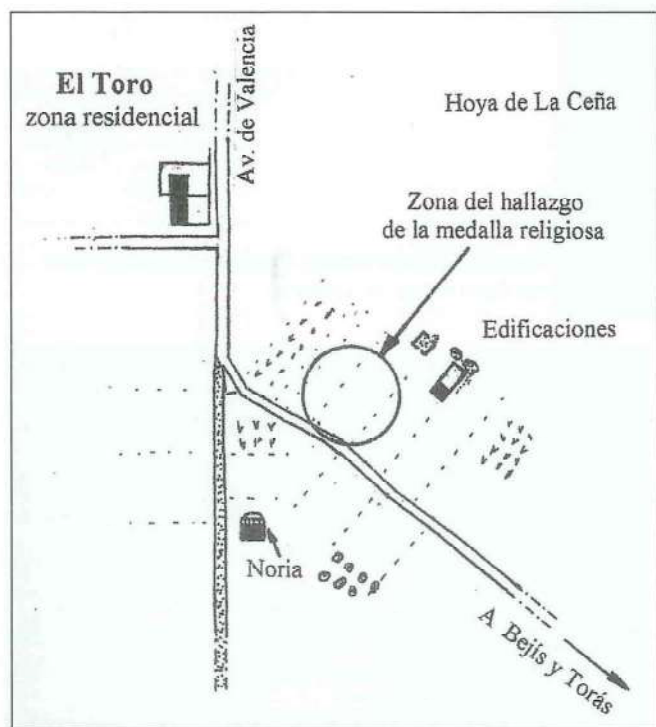 El Toro
zona residencial
Av. de Valencia
Hoya de La Ceña
Zona del hallazgo
de la medalla religiosa
Edificaciones
Noria
A Bejís y Torás